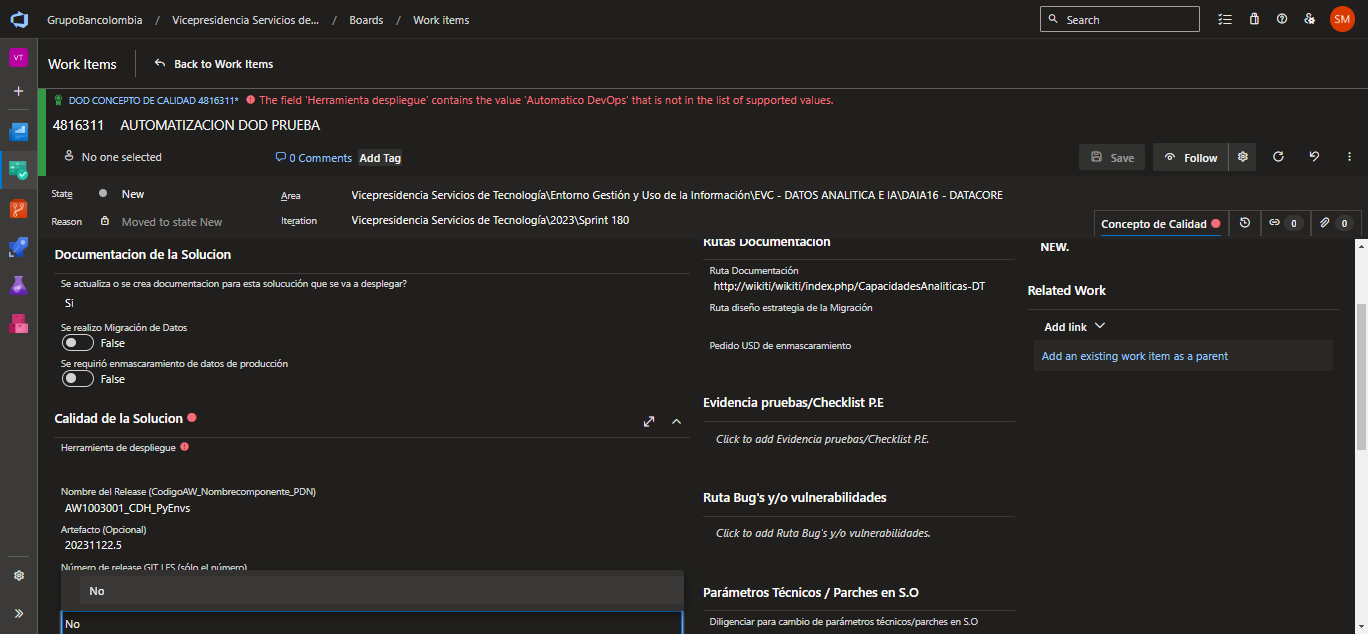 GrupoBancolombia / Vicepresidencia Servicios de... / Boards / Work items
Search
SM
VT
Work Items
Back to Work Items
DOD CONCEPTO DE CALIDAD 4816311* The field 'Herramienta despliegue' contains the value 'Automatico DevOps' that is not in the list of supported values.
4816311 AUTOMATIZACION DOD PRUEBA
No one selected
0 Comments
Add Tag
Save
Follow
State New
Area Vicepresidencia Servicios de Tecnología\Entorno Gestión y Uso de la Información\EVC - DATOS ANALITICA E IA\DAIA16 - DATACORE
Reason Moved to state New
Iteration Vicepresidencia Servicios de Tecnología\2023\Sprint 180
Concepto de Calidad
0
0
Documentacion de la Solucion
Se actualiza o se crea documentacion para esta solucución que se va a desplegar?
Si
Se realizo Migración de Datos
False
Se requirió enmascaramiento de datos de producción
False
Calidad de la Solucion
Herramienta de despliegue
Nombre del Release (CodigoAW_Nombrecomponente_PDN)
AW1003001_CDH_PyEnvs
Artefacto (Opcional)
20231122.5
Número de release GIT LFS (sólo el número)
No
No
Rutas Documentacion
Ruta Documentación
http://wikiti/wikiti/index.php/CapacidadesAnaliticas-DT
Ruta diseño estrategia de la Migración
Pedido USD de enmascaramiento
Evidencia pruebas/Checklist P.E
Click to add Evidencia pruebas/Checklist P.E.
Ruta Bug's y/o vulnerabilidades
Click to add Ruta Bug's y/o vulnerabilidades.
Parámetros Técnicos / Parches en S.O
Diligenciar para cambio de parámetros técnicos/parches en S.O
NEW.
Related Work
Add link
Add an existing work item as a parent